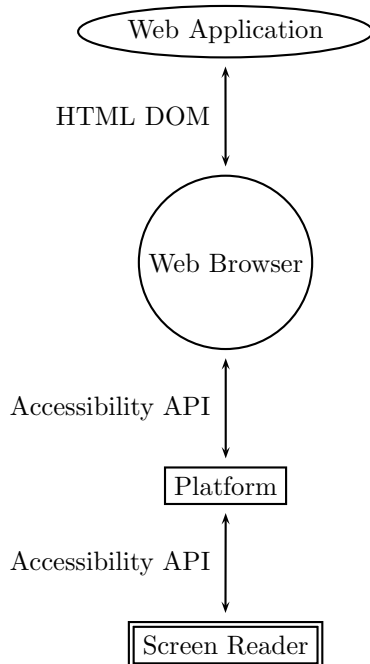 Web Application
HTML DOM
Web Browser
Accessibility API
Platform
Accessibility API
Screen Reader